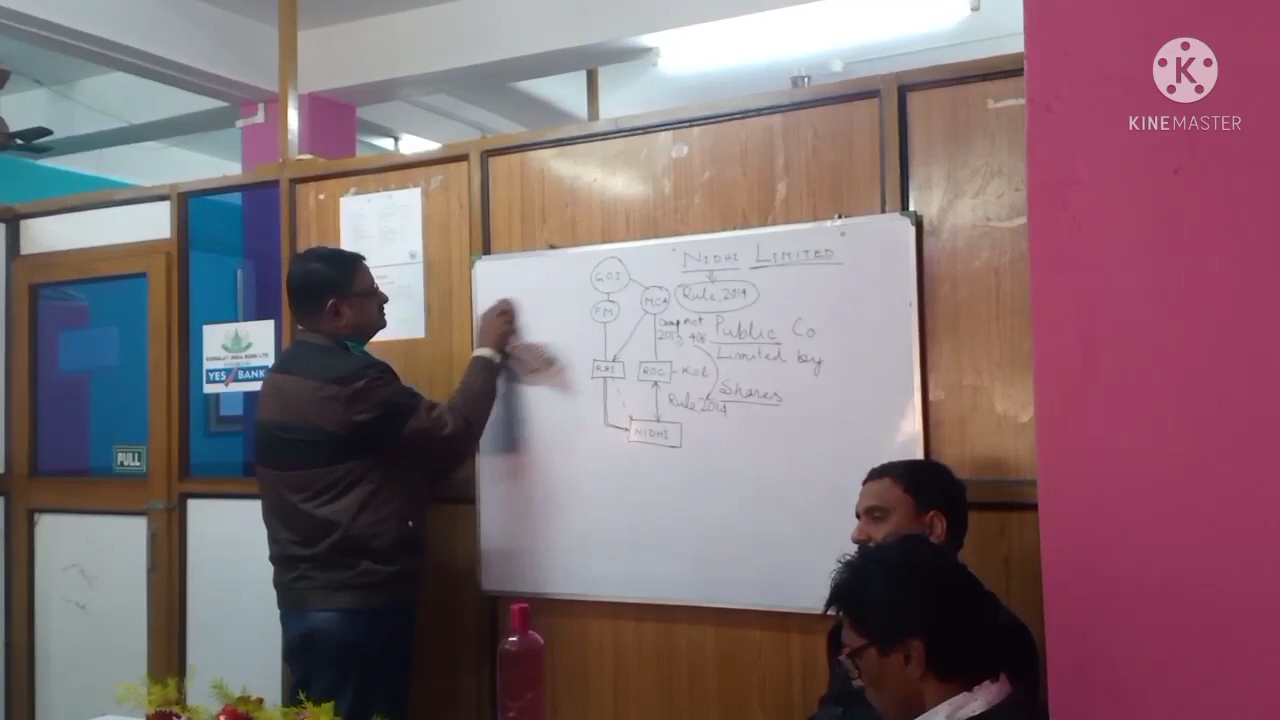 KINEMASTER
" NIDHI LIMITED "
Rule, 2014
Public Co
Limited by
Shares
GOI
FM
MCA
Comp Act
2013 406
RBI
ROC - Kol
Rule 2014
NIDHI
YES BANK
PULL